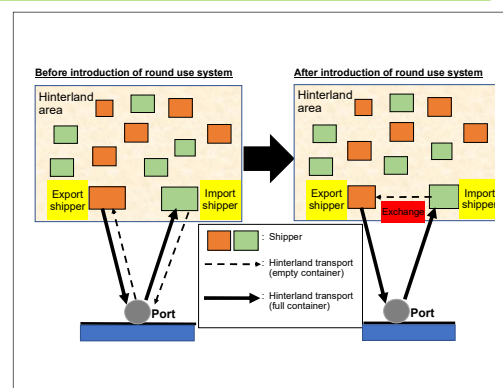 Before introduction of round use system
After introduction of round use system
Hinterland
area
Export
shipper
Import
shipper
Hinterland
area
Export
shipper
Import
shipper
Exchange
: Shipper
: Hinterland transport
(empty container)
: Hinterland transport
(full container)
Port
Port